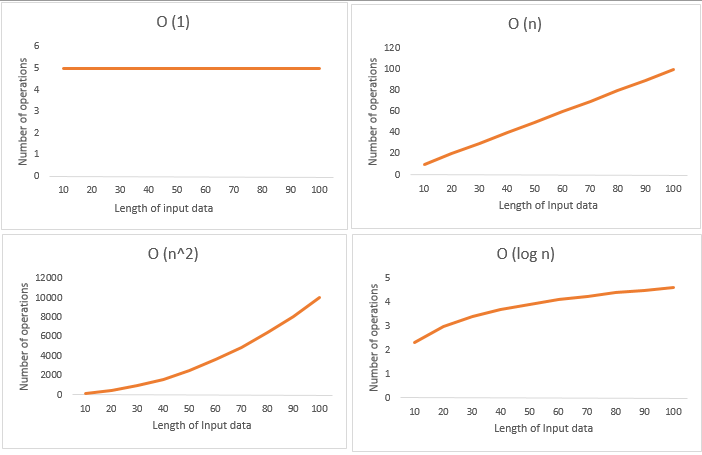 O (1)
Number of operations
6
5
4
3
2
1
0
10 20 30 40 50 60 70 80 90 100
Length of input data
O (n)
Number of operations
120
100
80
60
40
20
0
10 20 30 40 50 60 70 80 90 100
Length of Input data
O (n^2)
Number of operations
12000
10000
8000
6000
4000
2000
0
10 20 30 40 50 60 70 80 90 100
Length of Input data
O (log n)
Number of operations
5
4
3
2
1
0
10 20 30 40 50 60 70 80 90 100
Length of Input data